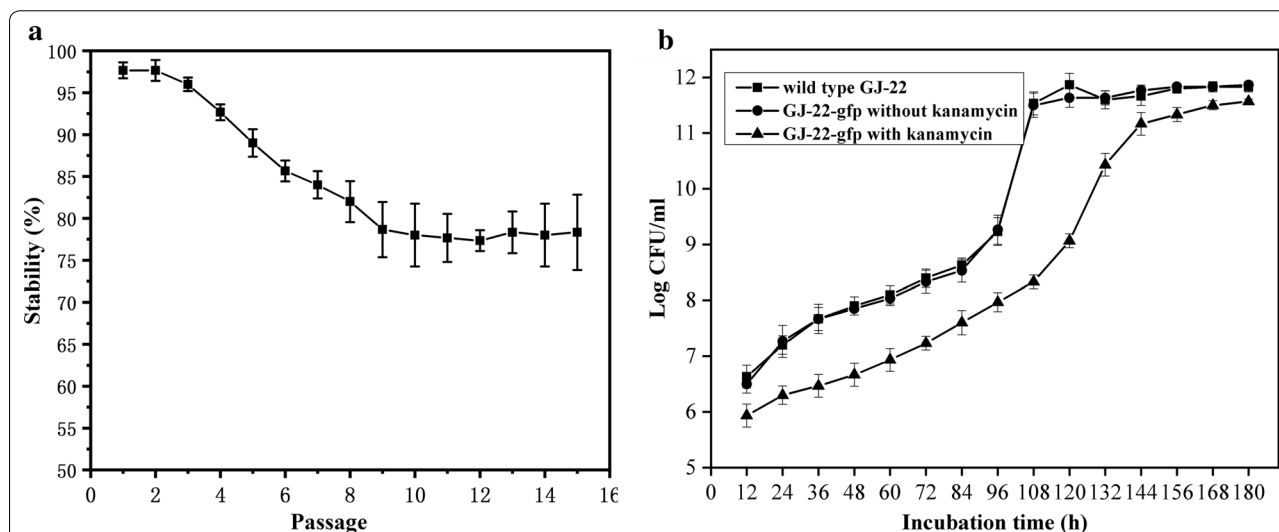 a
100
95
90
85
80
75
70
65
60
55
50
0 2 4 6 8 10 12 14 16
Stability (%)
Passage
b
wild type GJ-22
GJ-22-gfp without kanamycin
GJ-22-gfp with kanamycin
12
11
10
9
8
7
6
5
0 12 24 36 48 60 72 84 96 108 120 132 144 156 168 180
Log CFU/ml
Incubation time (h)